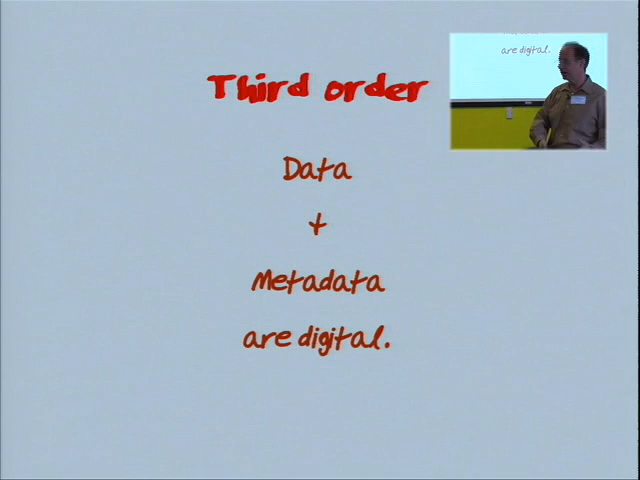 Third order
Data
+
Metadata
are digital.
are digital.